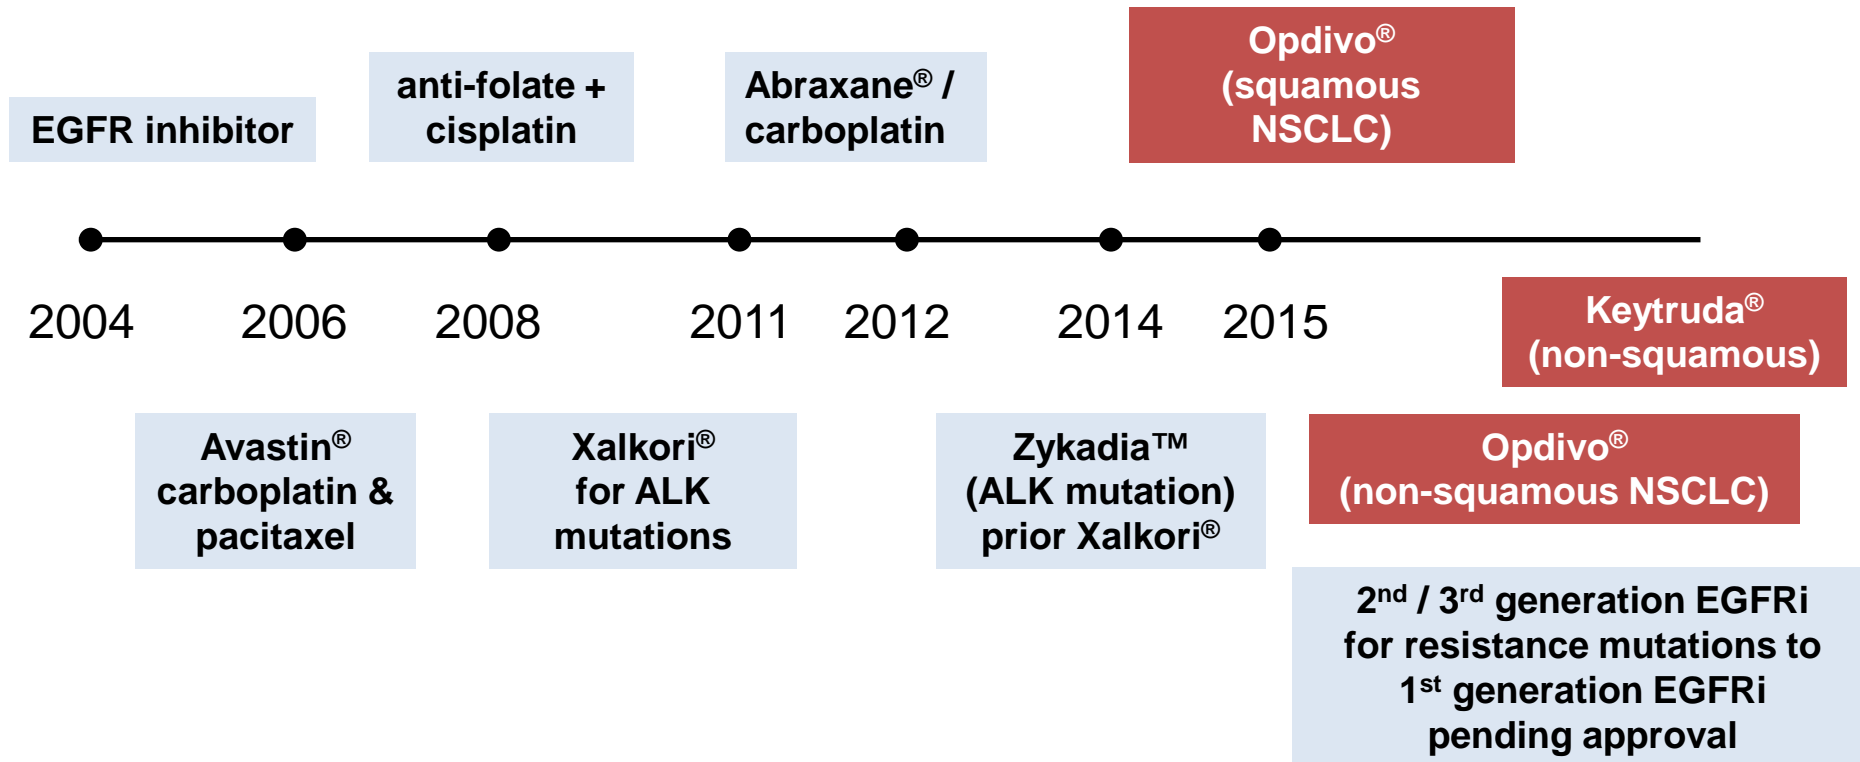 EGFR inhibitor
anti-folate +
cisplatin
Abraxane® /
carboplatin
Opdivo®
(squamous
NSCLC)
2004
2006
2008
2011
2012
2014
2015
Keytruda®
(non-squamous)
Avastin®
carboplatin &
pacitaxel
Xalkori®
for ALK
mutations
Zykadia™
(ALK mutation)
prior Xalkori®
Opdivo®
(non-squamous NSCLC)
2nd / 3rd generation EGFRi
for resistance mutations to
1st generation EGFRi
pending approval